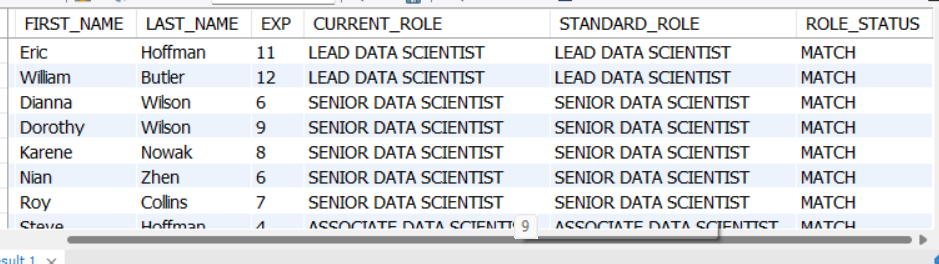 FIRST_NAME LAST_NAME EXP CURRENT_ROLE STANDARD_ROLE ROLE_STATUS
Eric Hoffman 11 LEAD DATA SCIENTIST LEAD DATA SCIENTIST MATCH
William Butler 12 LEAD DATA SCIENTIST LEAD DATA SCIENTIST MATCH
Dianna Wilson 6 SENIOR DATA SCIENTIST SENIOR DATA SCIENTIST MATCH
Dorothy Wilson 9 SENIOR DATA SCIENTIST SENIOR DATA SCIENTIST MATCH
Karene Nowak 8 SENIOR DATA SCIENTIST SENIOR DATA SCIENTIST MATCH
Nian Zhen 6 SENIOR DATA SCIENTIST SENIOR DATA SCIENTIST MATCH
Roy Collins 7 SENIOR DATA SCIENTIST SENIOR DATA SCIENTIST MATCH
Steve Hoffman 4 ASSOCIATE DATA SCIENTI 9 ASSOCIATE DATA SCIENTIST MATCH
esult 1